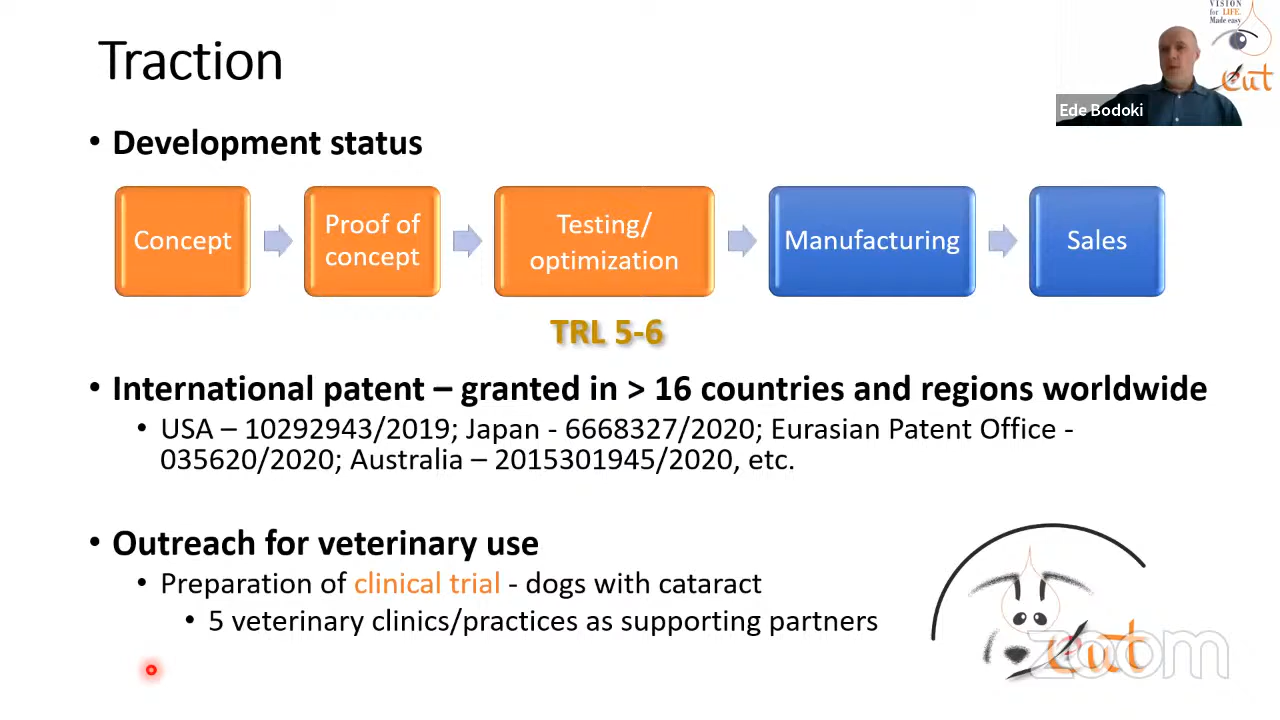 Traction
VISION
for LIFE.
Made easy
cut
Ede Bodoki
• Development status
Concept
Proof of
concept
Testing/
optimization
Manufacturing
Sales
TRL 5-6
• International patent – granted in > 16 countries and regions worldwide
• USA – 10292943/2019; Japan - 6668327/2020; Eurasian Patent Office -
035620/2020; Australia – 2015301945/2020, etc.
• Outreach for veterinary use
• Preparation of clinical trial - dogs with cataract
• 5 veterinary clinics/practices as supporting partners
cut
zoom